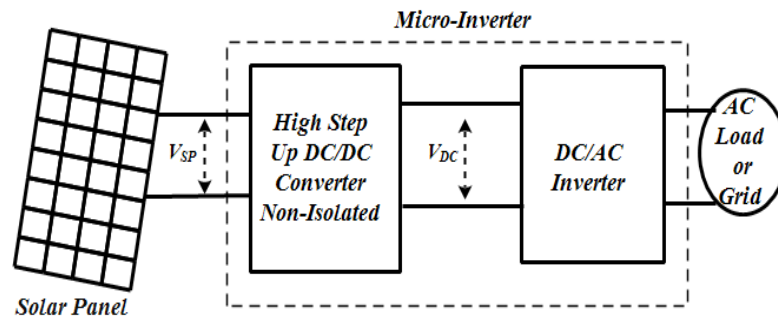 Micro-Inverter
High Step
Up DC/DC
Converter
Non-Isolated
V_SP
V_DC
DC/AC
Inverter
AC
Load
or
Grid
Solar Panel